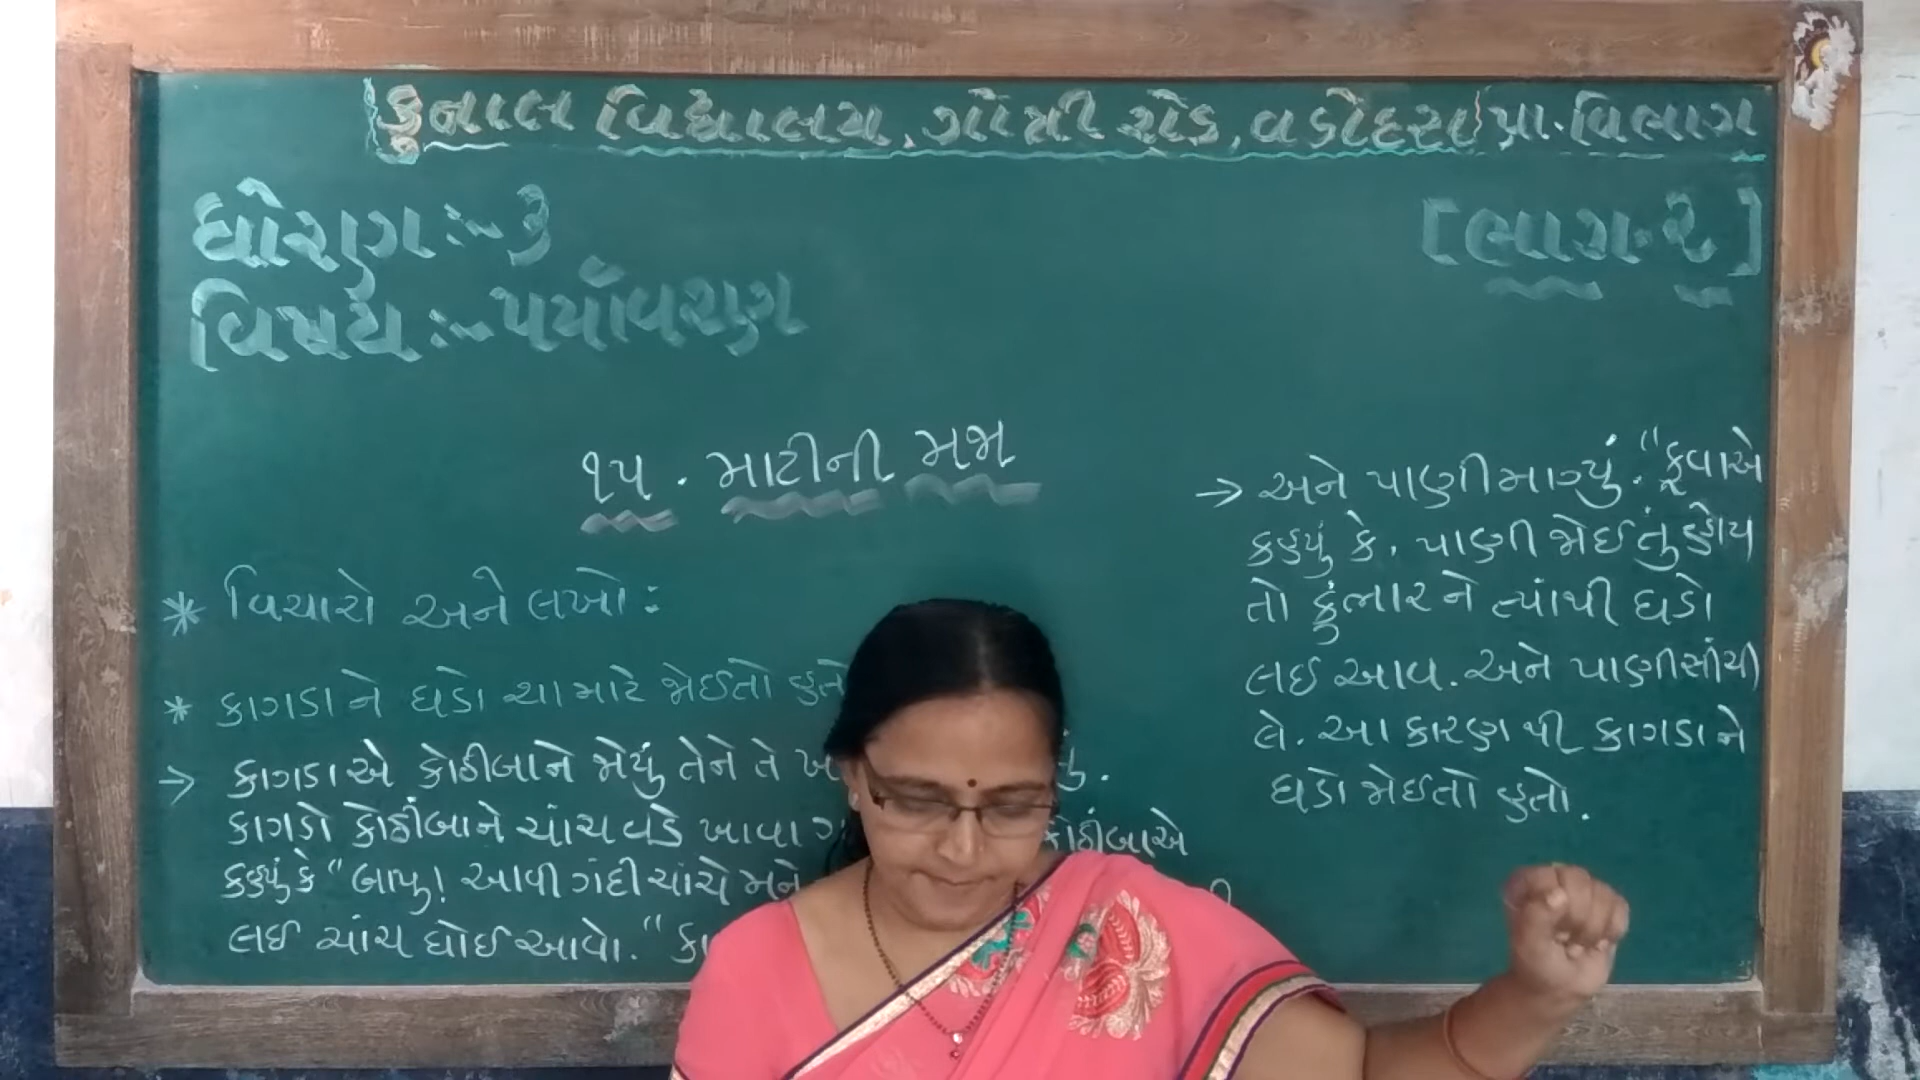 કુનાલ વિદ્યાલય, ગોત્રી રોડ, વડોદરા પ્રા. વિભાગ
ધોરણ :- ૩
[ભાગ-૨]
વિષય :- પર્યાવરણ
૧૫. માટીની મજા
* વિચારો અને લખો :
* કાગડાને ઘડો શા માટે જોઈતો
→ કાગડાએ કોઠીંબાને જોયું તેને તે
કાગડો કોઠીંબાને ચાંચ વડે ખાવા કોઠીંબાએ
કહ્યું કે "બાપુ! આવી ગંદી ચાંચે મને
લઈ ચાંચ ધોઈ આવો."
→ અને પાણી માગ્યું. "કૂવાએ
કહ્યું કે, પાણી જોઈતું હોય
તો કુંભારને ત્યાંથી ઘડો
લઈ આવ. અને પાણી સીંચી
લે. આ કારણથી કાગડાને
ઘડો જોઈતો હતો.